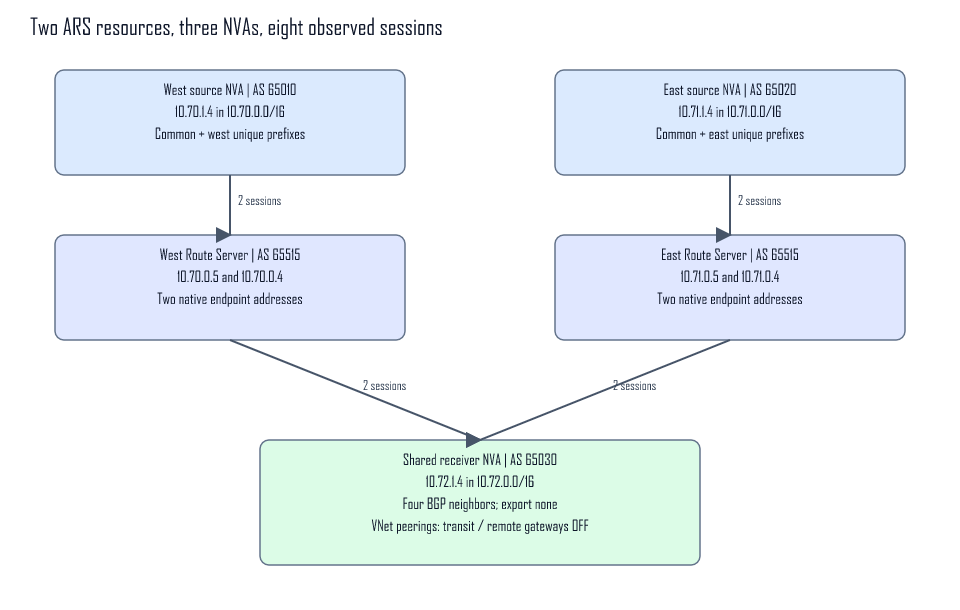 Two ARS resources, three NVAs, eight observed sessions
West source NVA | AS 65010
10.70.1.4 in 10.70.0.0/16
Common + west unique prefixes
East source NVA | AS 65020
10.71.1.4 in 10.71.0.0/16
Common + east unique prefixes
2 sessions
2 sessions
West Route Server | AS 65515
10.70.0.5 and 10.70.0.4
Two native endpoint addresses
East Route Server | AS 65515
10.71.0.5 and 10.71.0.4
Two native endpoint addresses
2 sessions
2 sessions
Shared receiver NVA | AS 65030
10.72.1.4 in 10.72.0.0/16
Four BGP neighbors; export none
VNet peerings: transit / remote gateways OFF